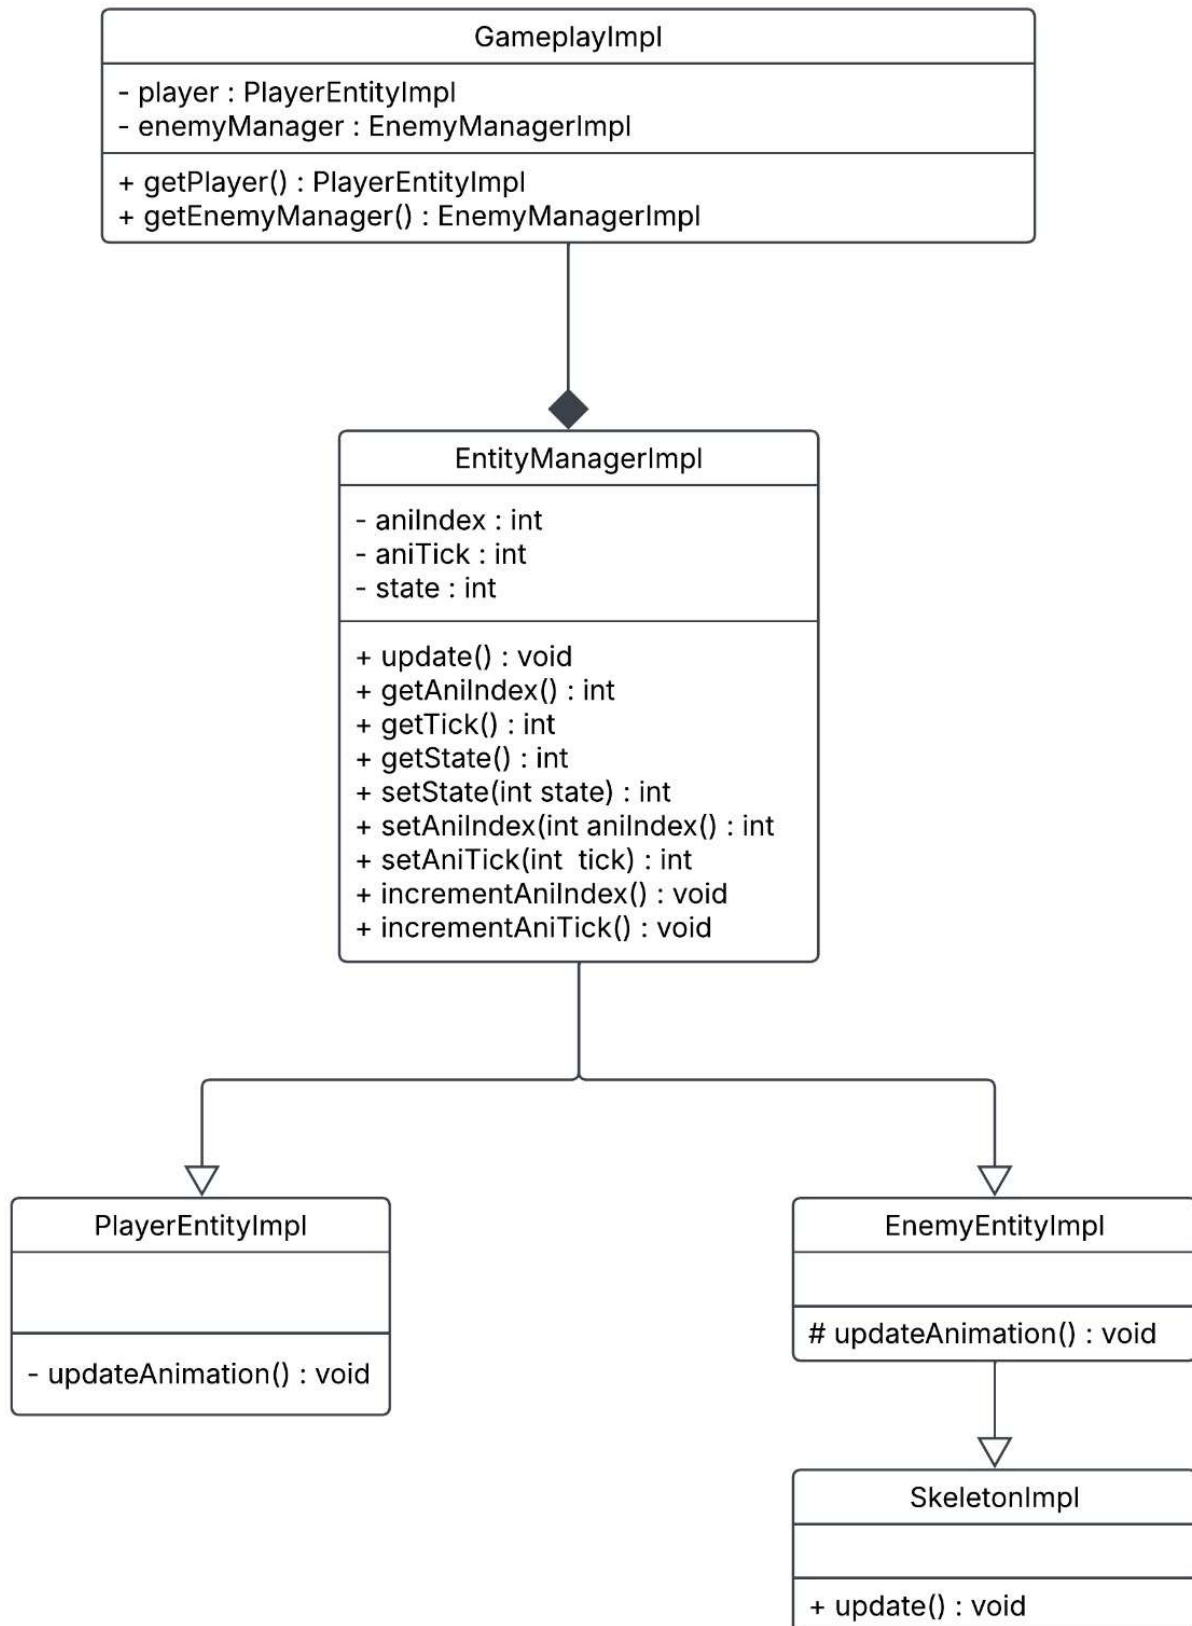 GameplayImpl
- player : PlayerEntityImpl
- enemyManager : EnemyManagerImpl
+ getPlayer() : PlayerEntityImpl
+ getEnemyManager() : EnemyManagerImpl
EntityManagerImpl
- aniIndex : int
- aniTick : int
- state : int
+ update() : void
+ getAniIndex() : int
+ getTick() : int
+ getState() : int
+ setState(int state) : int
+ setAniIndex(int aniIndex() : int
+ setAniTick(int  tick) : int
+ incrementAniIndex() : void
+ incrementAniTick() : void
PlayerEntityImpl
- updateAnimation() : void
EnemyEntityImpl
# updateAnimation() : void
SkeletonImpl
+ update() : void